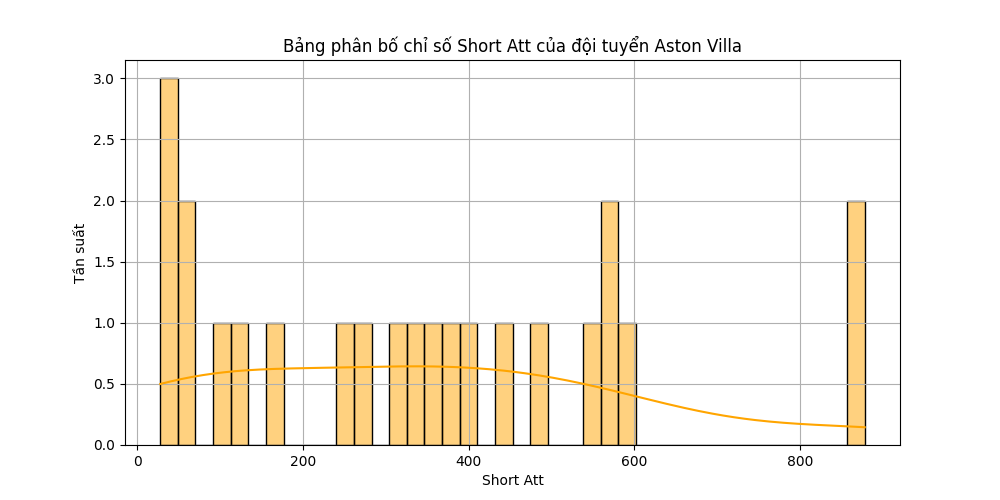 Bảng phân bố chỉ số Short Att của đội tuyển Aston Villa
3.0
2.5
2.0
1.5
1.0
0.5
0.0
Tần suất
0 200 400 600 800
Short Att